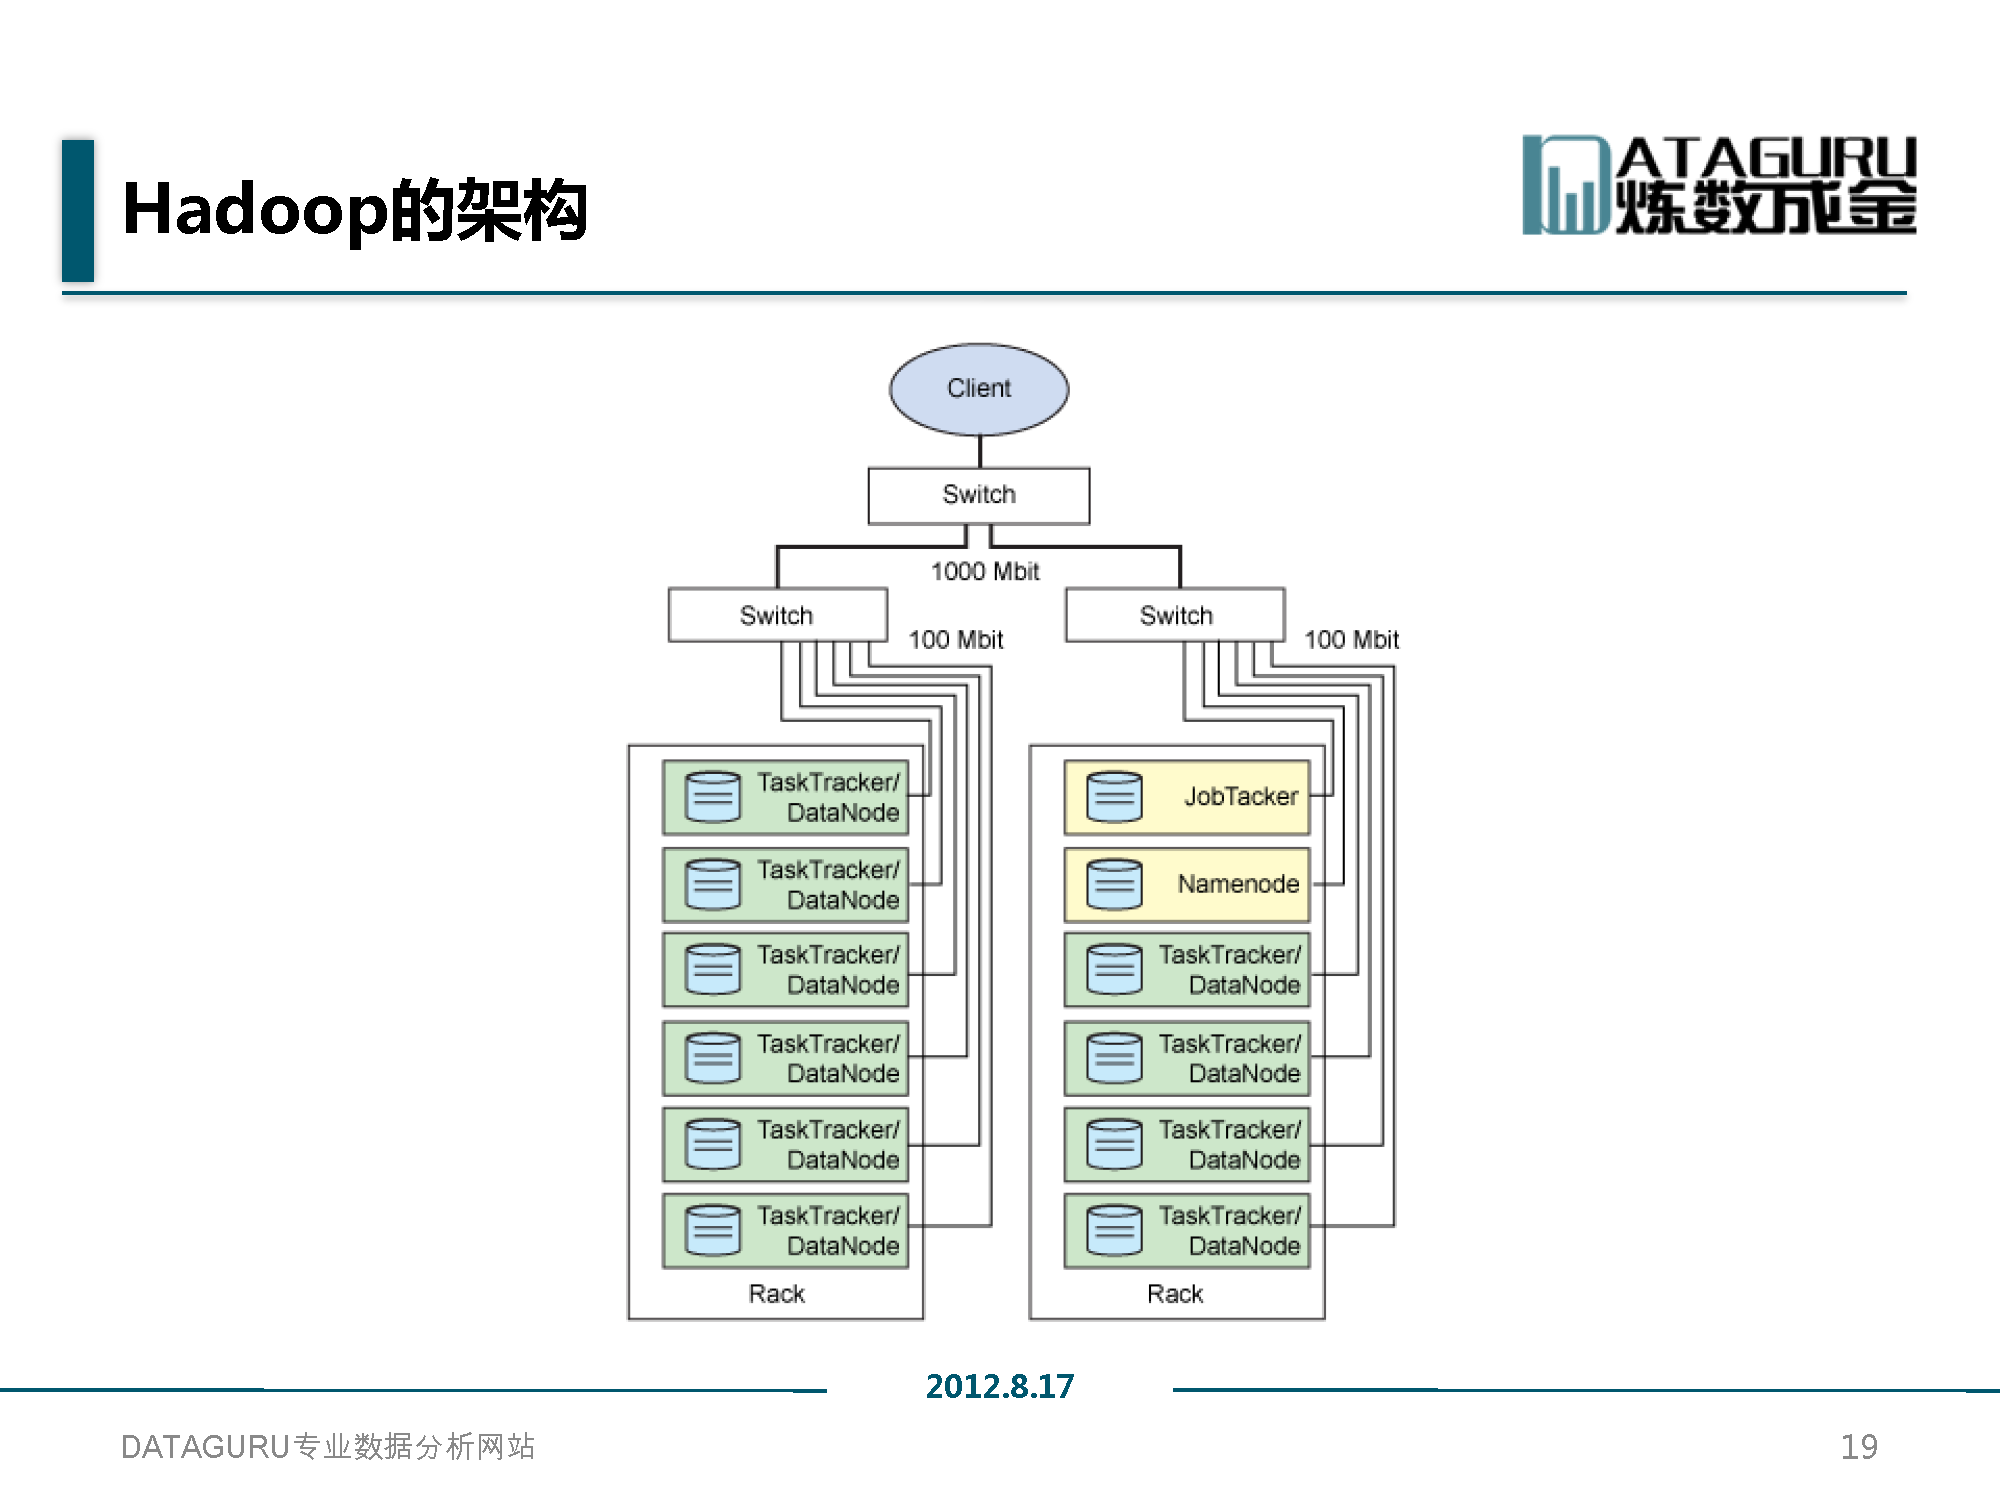 Hadoop的架构
DATAGURU
炼数成金
Client
Switch
1000 Mbit
Switch
100 Mbit
Switch
100 Mbit
TaskTracker/
DataNode
TaskTracker/
DataNode
TaskTracker/
DataNode
TaskTracker/
DataNode
TaskTracker/
DataNode
TaskTracker/
DataNode
Rack
JobTacker
Namenode
TaskTracker/
DataNode
TaskTracker/
DataNode
TaskTracker/
DataNode
TaskTracker/
DataNode
Rack
2012.8.17
DATAGURU专业数据分析网站
19